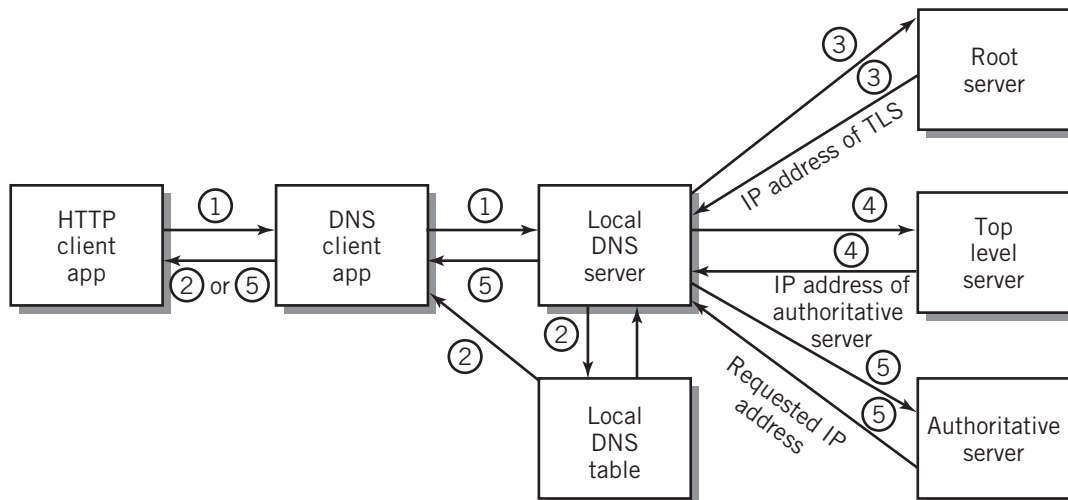 3
3
Root
server
IP address of TLS
HTTP
client
app
1
2 or 5
DNS
client
app
1
5
Local
DNS
server
4
4
Top
level
server
IP address of
authoritative
server
2
2
Local
DNS
table
5
5
Requested IP
address
Authoritative
server